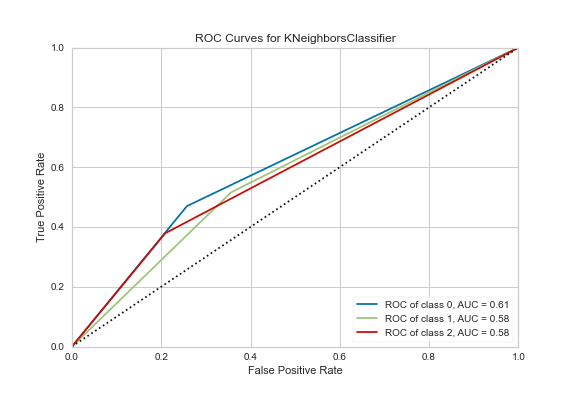 ROC Curves for KNeighborsClassifier
1.0
0.8
0.6
0.4
0.2
0.0
True Positive Rate
ROC of class 0, AUC = 0.61
ROC of class 1, AUC = 0.58
ROC of class 2, AUC = 0.58
0.0 0.2 0.4 0.6 0.8 1.0
False Positive Rate